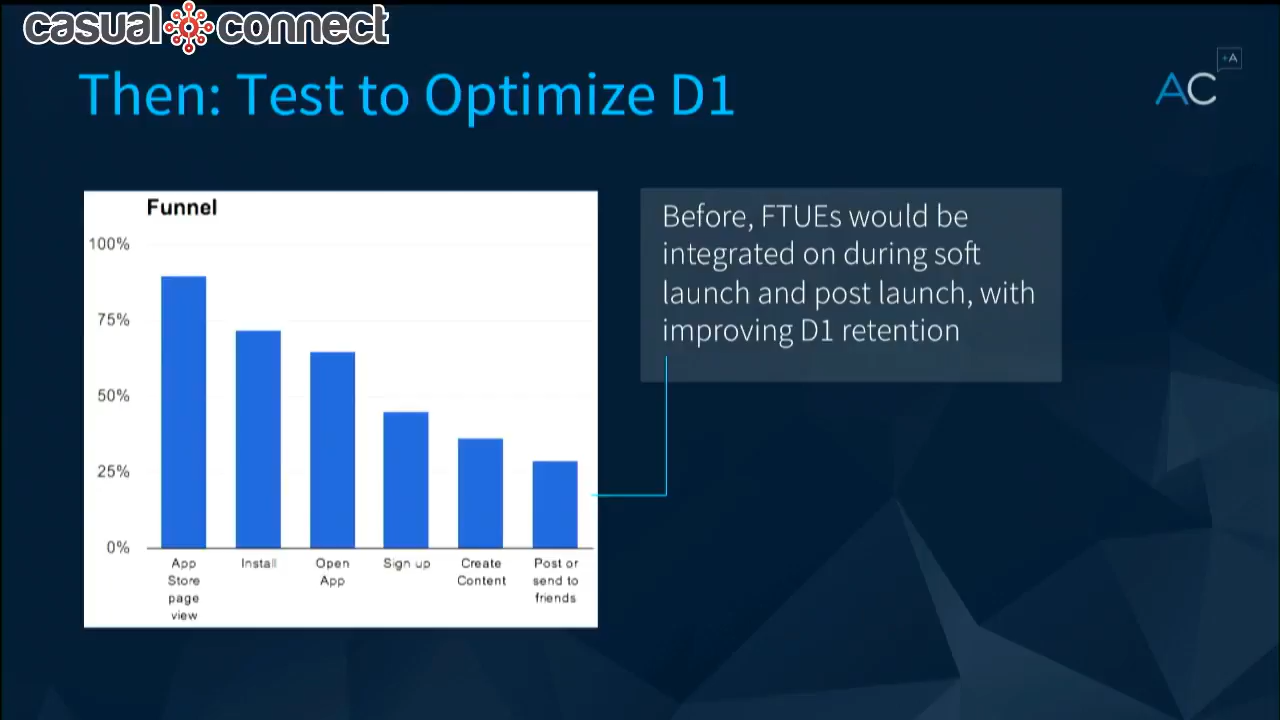 casual connect
Then: Test to Optimize D1
+A
AC
Funnel
100%
75%
50%
25%
0%
App
Store
page
view
Install
Open
App
Sign up
Create
Content
Post or
send to
friends
Before, FTUEs would be
integrated on during soft
launch and post launch, with
improving D1 retention